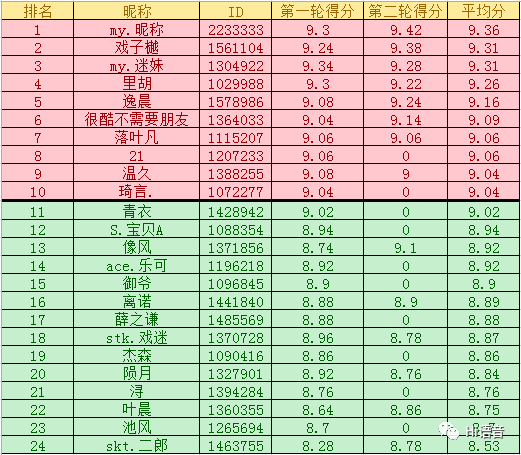 排名 昵称 ID 第一轮得分 第二轮得分 平均分
1 my.昵称 2233333 9.3 9.42 9.36
2 戏子樾 1561104 9.24 9.38 9.31
3 my.迷妹 1304922 9.34 9.28 9.31
4 里胡 1029988 9.3 9.22 9.26
5 逸晨 1578986 9.08 9.24 9.16
6 很酷不需要朋友 1364033 9.04 9.14 9.09
7 落叶凡 1115207 9.06 9.06 9.06
8 21 1207233 9.06 0 9.06
9 温久 1388255 9.08 9 9.04
10 琦言. 1072277 9.04 0 9.04
11 青衣 1428942 9.02 0 9.02
12 S.宝贝A 1088354 8.94 0 8.94
13 像风 1371856 8.74 9.1 8.92
14 ace.乐可 1196218 8.92 0 8.92
15 御爷 1096845 8.9 0 8.9
16 离诺 1441840 8.88 8.9 8.89
17 薛之谦 1485569 8.88 0 8.88
18 stk.戏迷 1370728 8.96 8.78 8.87
19 杰森 1090416 8.86 0 8.86
20 陨月 1327901 8.92 8.76 8.84
21 浔 1394284 8.76 0 8.76
22 叶晨 1360355 8.64 8.86 8.75
23 池风 1265694 8.7 0
24 skt.二郎 1463755 8.28 8.78 8.53
Hi语音